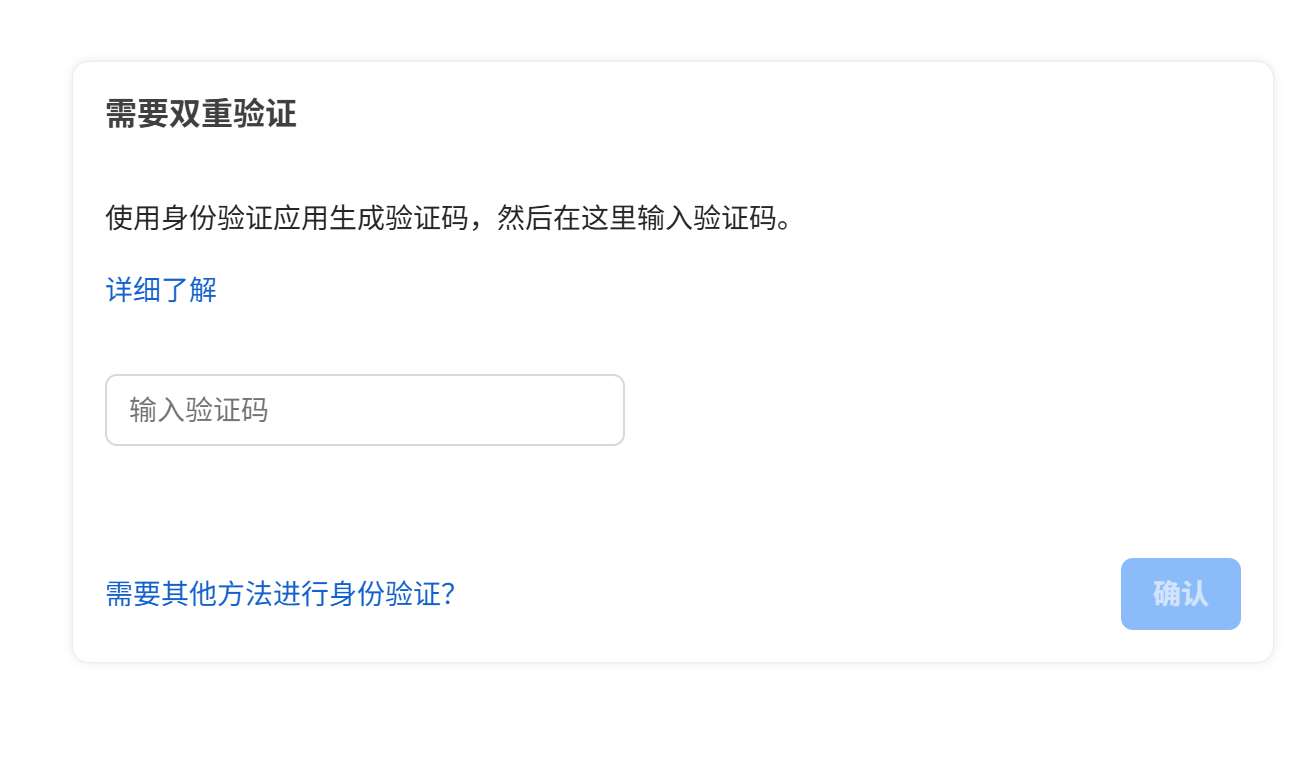 需要双重验证
使用身份验证应用生成验证码，然后在这里输入验证码。
详细了解
输入验证码
需要其他方法进行身份验证？
确认